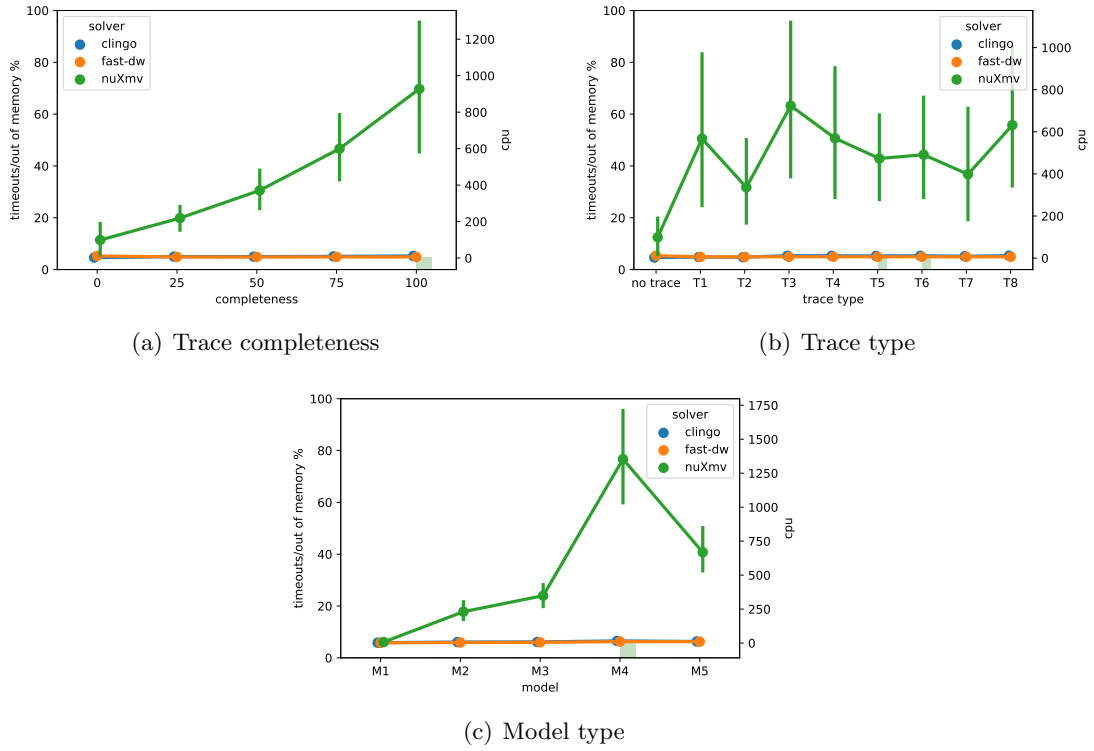 solver
clingo
fast-dw
nuXmv
timeouts/out of memory %
100
80
60
40
20
0
0 25 50 75 100
completeness
1200
1000
800
600
400
200
0
cpu
(a) Trace completeness
solver
clingo
fast-dw
nuXmv
timeouts/out of memory %
100
80
60
40
20
0
no trace T1 T2 T3 T4 T5 T6 T7 T8
trace type
1000
800
600
400
200
0
cpu
(b) Trace type
solver
clingo
fast-dw
nuXmv
timeouts/out of memory %
100
80
60
40
20
0
M1 M2 M3 M4 M5
model
1750
1500
1250
1000
750
500
250
0
cpu
(c) Model type